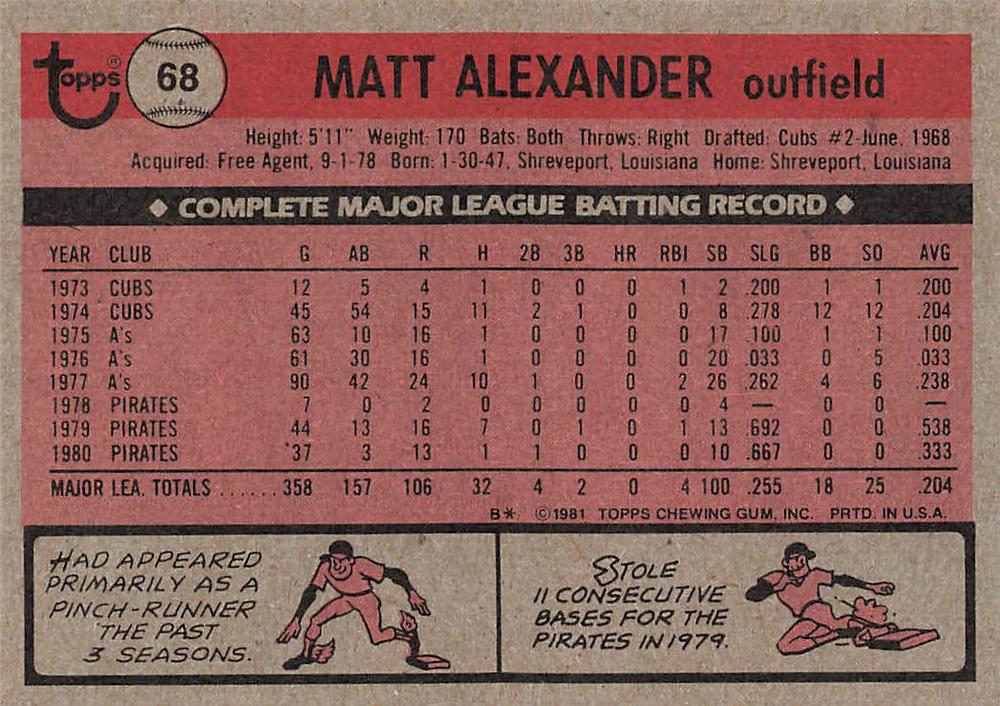 Topps® 68 MATT ALEXANDER outfield
Height: 5'11" Weight: 170 Bats: Both Throws: Right Drafted: Cubs #2-June, 1968
Acquired: Free Agent, 9-1-78 Born: 1-30-47, Shreveport, Louisiana Home: Shreveport, Louisiana
◆ COMPLETE MAJOR LEAGUE BATTING RECORD ◆
YEAR CLUB G AB R H 2B 3B HR RBI SB SLG BB SO AVG
1973 CUBS 12 5 4 1 0 0 0 1 2 .200 1 1 .200
1974 CUBS 45 54 15 11 2 1 0 0 8 .278 12 12 .204
1975 A's 63 10 16 1 0 0 0 0 17 .100 1 1 .100
1976 A's 61 30 16 1 0 0 0 0 20 .033 0 5 .033
1977 A's 90 42 24 10 1 0 0 2 26 .262 4 6 .238
1978 PIRATES 7 0 2 0 0 0 0 0 4 — 0 0 —
1979 PIRATES 44 13 16 7 0 1 0 1 13 .692 0 0 .538
1980 PIRATES 37 3 13 1 1 0 0 0 10 .667 0 0 .333
MAJOR LEA. TOTALS ...... 358 157 106 32 4 2 0 4 100 .255 18 25 .204
B* ©1981 TOPPS CHEWING GUM, INC. PRTD. IN U.S.A.
HAD APPEARED
PRIMARILY AS A
PINCH-RUNNER
THE PAST
3 SEASONS.
STOLE
11 CONSECUTIVE
BASES FOR THE
PIRATES IN 1979.